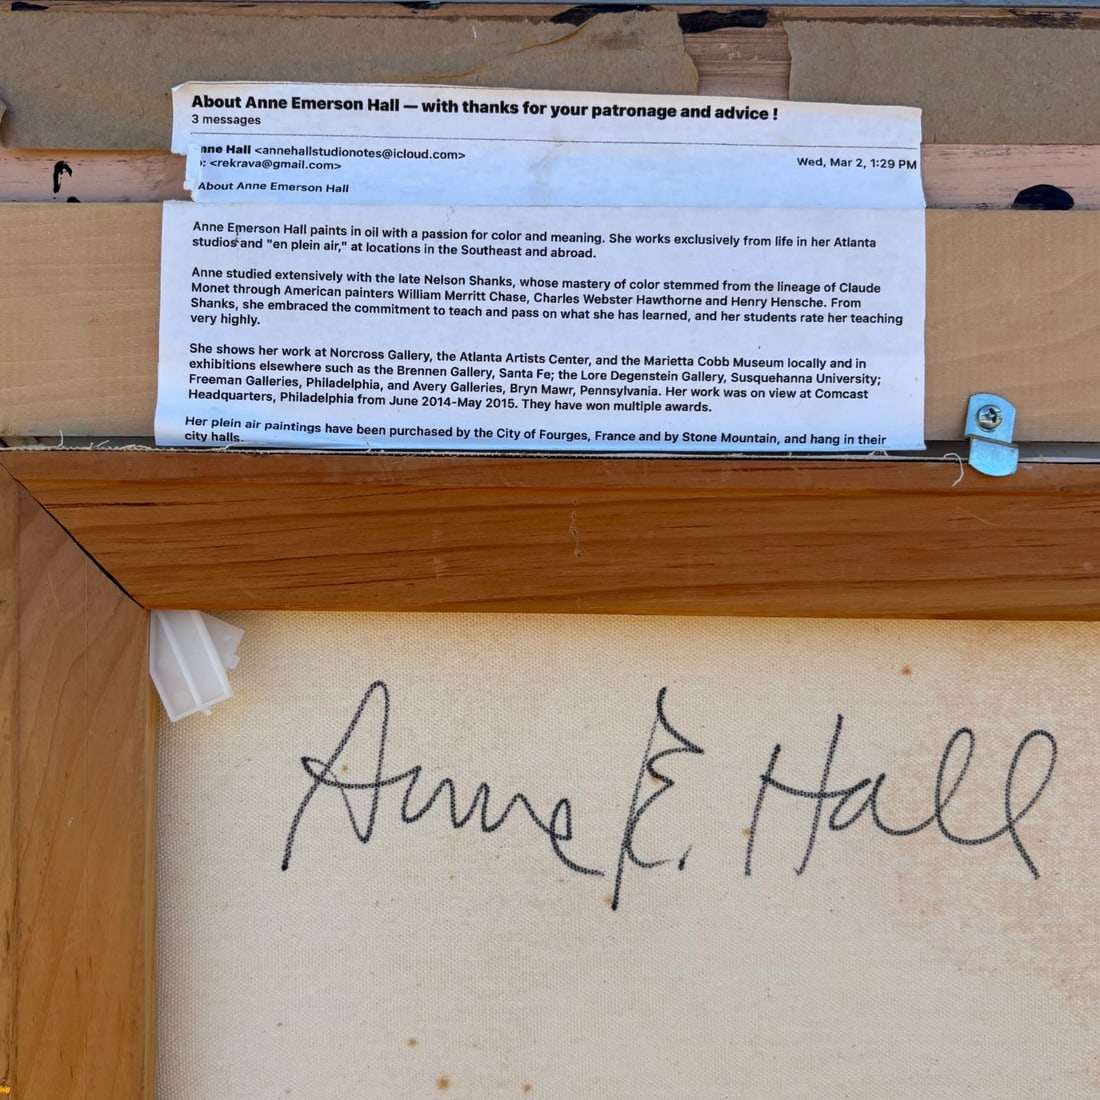 About Anne Emerson Hall — with thanks for your patronage and advice !
3 messages
nne Hall <annehallstudionotes@icloud.com>
Wed, Mar 2, 1:29 PM
: <rekrava@gmail.com>
About Anne Emerson Hall
Anne Emerson Hall paints in oil with a passion for color and meaning. She works exclusively from life in her Atlanta
studios and "en plein air," at locations in the Southeast and abroad.
Anne studied extensively with the late Nelson Shanks, whose mastery of color stemmed from the lineage of Claude
Monet through American painters William Merritt Chase, Charles Webster Hawthorne and Henry Hensche. From
Shanks, she embraced the commitment to teach and pass on what she has learned, and her students rate her teaching
very highly.
She shows her work at Norcross Gallery, the Atlanta Artists Center, and the Marietta Cobb Museum locally and in
exhibitions elsewhere such as the Brennen Gallery, Santa Fe; the Lore Degenstein Gallery, Susquehanna University;
Freeman Galleries, Philadelphia, and Avery Galleries, Bryn Mawr, Pennsylvania. Her work was on view at Comcast
Headquarters, Philadelphia from June 2014-May 2015. They have won multiple awards.
Her plein air paintings have been purchased by the City of Fourges, France and by Stone Mountain, and hang in their
city halls.
Anne E. Hall